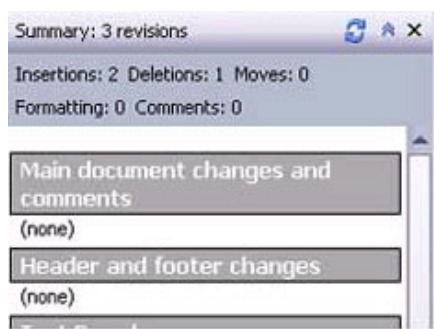 Summary: 3 revisions
Insertions: 2 Deletions: 1 Moves: 0
Formatting: 0 Comments: 0
Main document changes and
comments
(none)
Header and footer changes
(none)